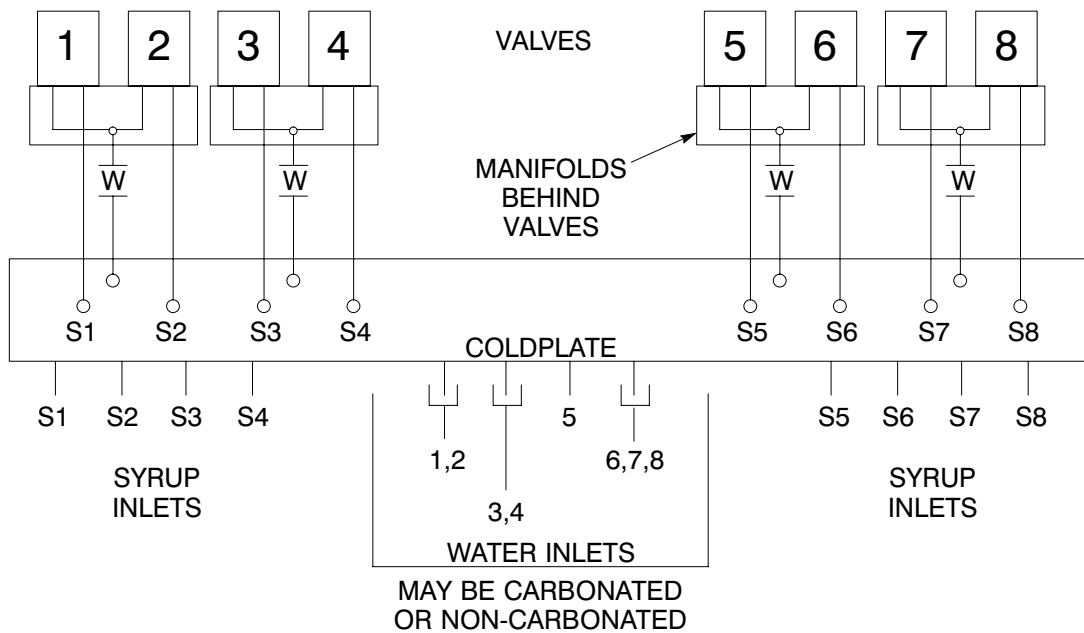 1 2 3 4 VALVES 5 6 7 8
MANIFOLDS
BEHIND
VALVES
W W W W
S1 S2 S3 S4 S5 S6 S7 S8
COLDPLATE
S1 S2 S3 S4 5 S5 S6 S7 S8
1,2 6,7,8
3,4
SYRUP
INLETS
SYRUP
INLETS
WATER INLETS
MAY BE CARBONATED
OR NON-CARBONATED